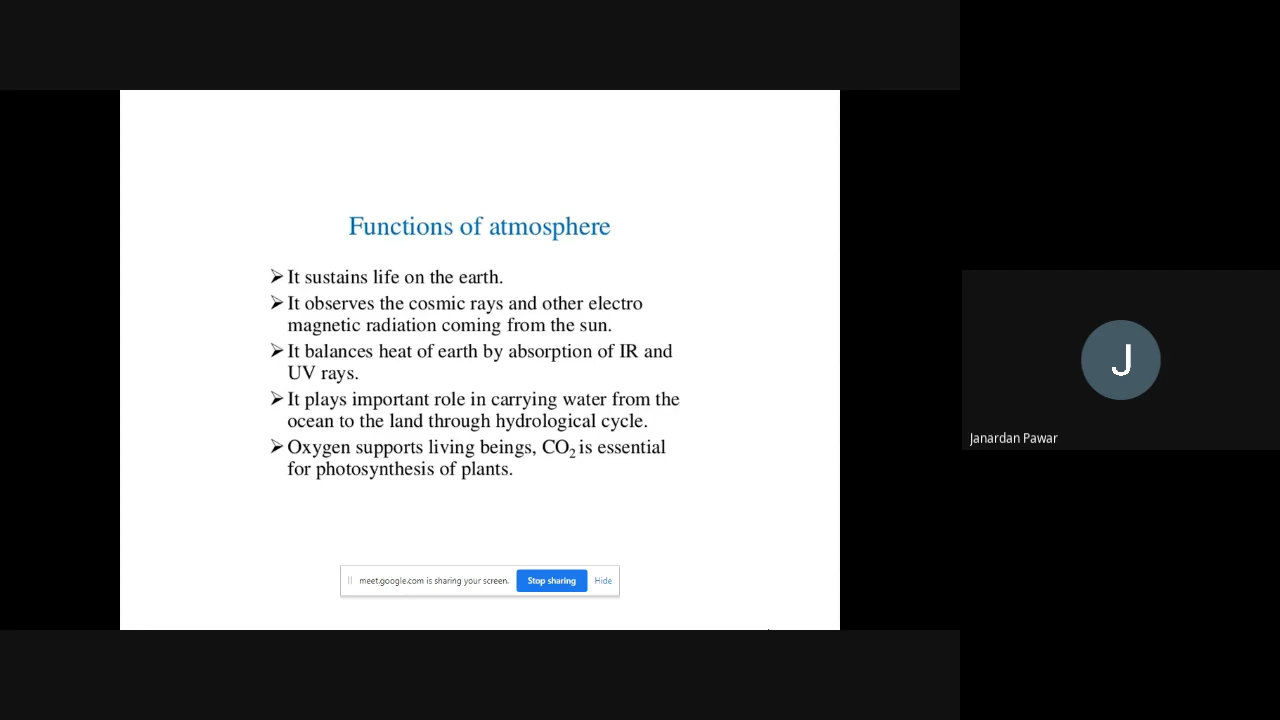 Functions of atmosphere
➢It sustains life on the earth.
➢It observes the cosmic rays and other electro
magnetic radiation coming from the sun.
➢It balances heat of earth by absorption of IR and
UV rays.
➢It plays important role in carrying water from the
ocean to the land through hydrological cycle.
➢Oxygen supports living beings, CO₂ is essential
for photosynthesis of plants.
meet.google.com is sharing your screen. Stop sharing Hide
J
Janardan Pawar